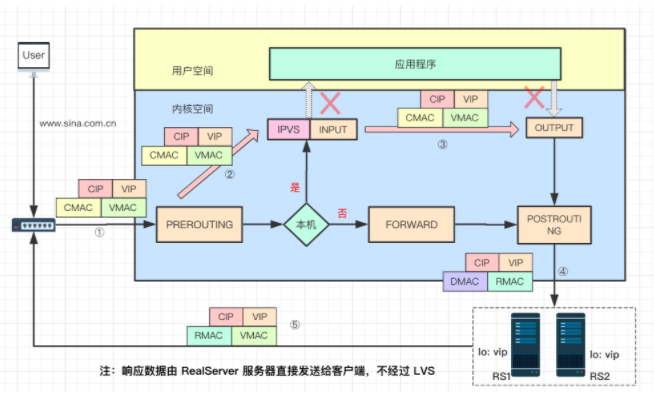 User
用户空间
应用程序
内核空间
www.sina.com.cn
CIP VIP
CMAC VMAC
②
IPVS INPUT
CIP VIP
CMAC VMAC
③
OUTPUT
CIP VIP
CMAC VMAC
①
是
PREROUTING
本机
否
FORWARD
POSTROUTI
NG
CIP VIP
DMAC RMAC
④
CIP VIP
RMAC VMAC
⑤
lo: vip
RS1
lo: vip
RS2
注：响应数据由 RealServer 服务器直接发送给客户端，不经过 LVS